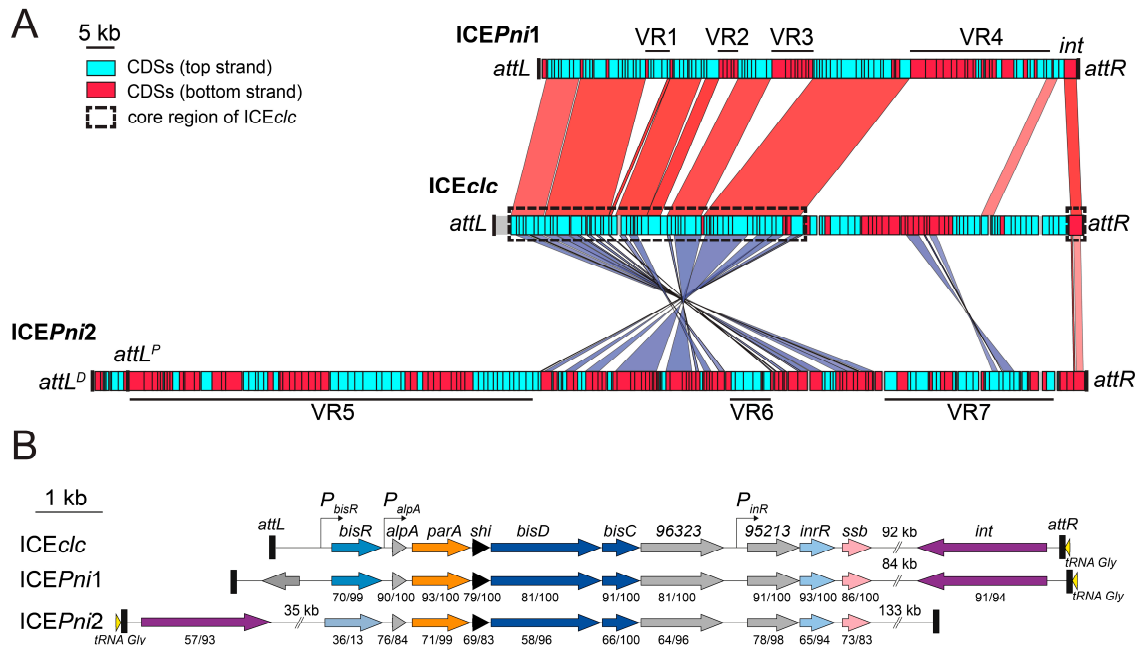 A
5 kb
CDSs (top strand)
CDSs (bottom strand)
core region of ICEclc
ICEPni1
VR1 VR2 VR3 VR4 int
attL attR
ICEclc
attL attR
ICEPni2
attL^P
attL^D attR
VR5 VR6 VR7
B
1 kb
P_bisR P_alpA P_inR
attL bisR alpA parA shi bisD bisC 96323 95213 inrR ssb 92 kb int attR
ICEclc
tRNA Gly
84 kb
ICEPni1
70/99 90/100 93/100 79/100 81/100 91/100 81/100 91/100 93/100 86/100 91/94 tRNA Gly
35 kb 133 kb
ICEPni2
tRNA Gly 57/93 36/13 76/84 71/99 69/83 58/96 66/100 64/96 78/98 65/94 73/83